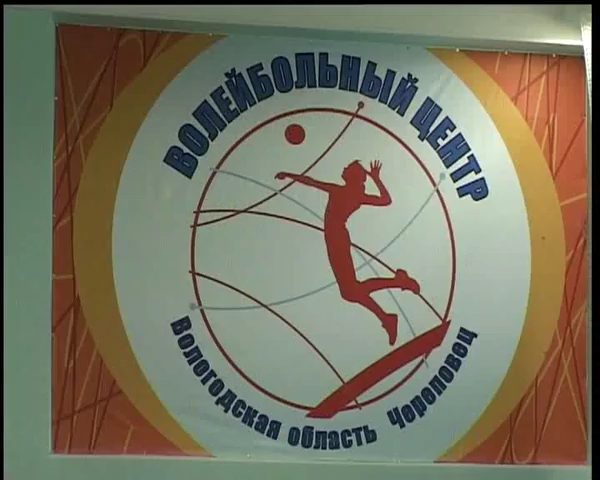 ВОЛЕЙБОЛЬНЫЙ ЦЕНТР
Вологодская область Череповец